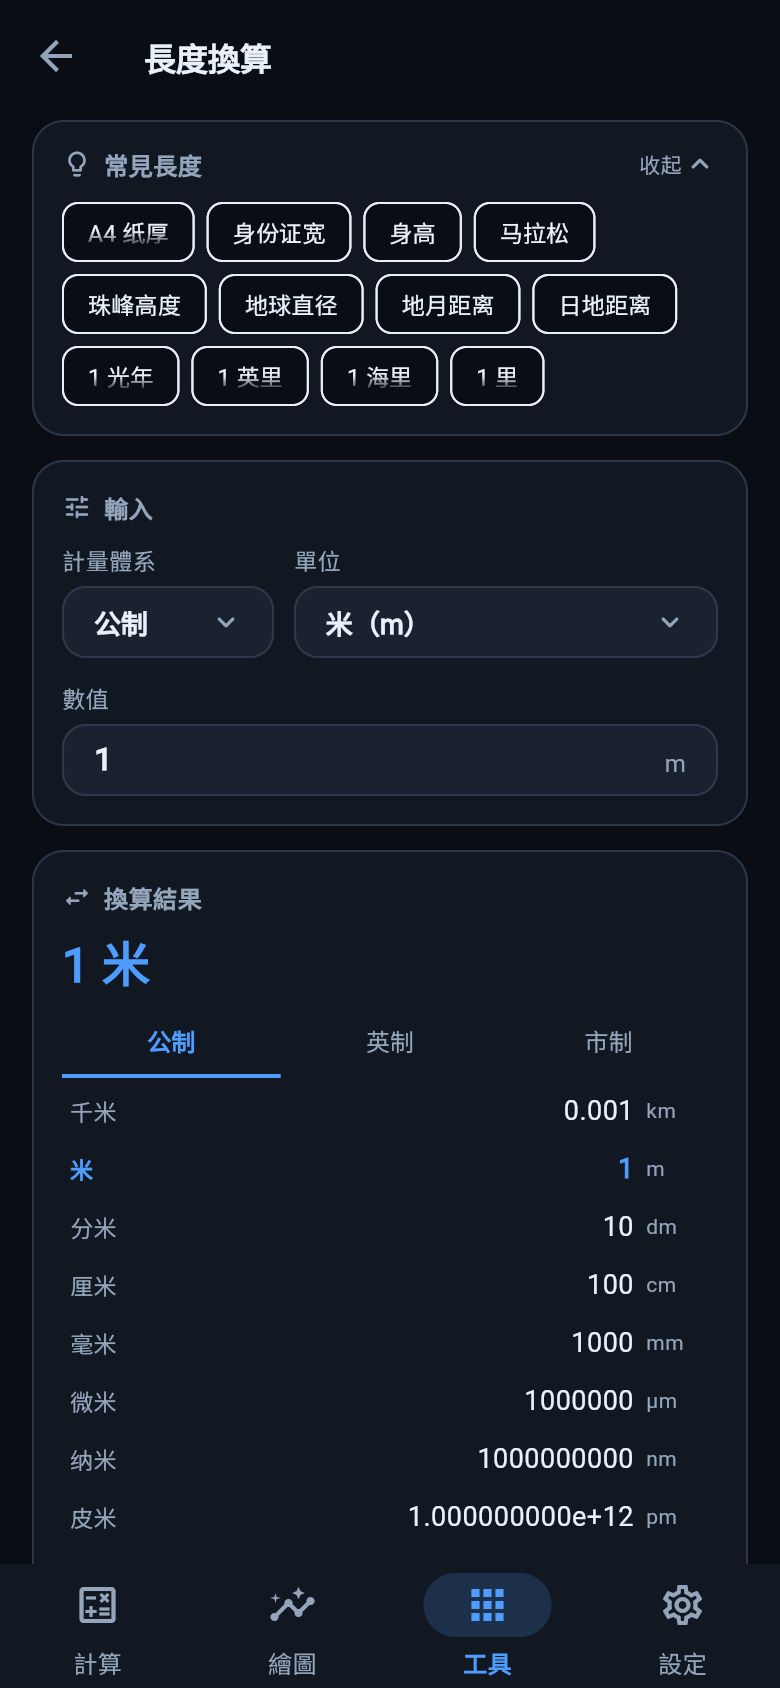 長度換算
常見長度 收起
A4 纸厚 身份证宽 身高 马拉松
珠峰高度 地球直径 地月距离 日地距离
1 光年 1 英里 1 海里 1 里
輸入
計量體系 單位
公制 米（m）
數值
1 m
換算結果
1 米
公制 英制 市制
千米 0.001 km
米 1 m
分米 10 dm
厘米 100 cm
毫米 1000 mm
微米 1000000 µm
纳米 1000000000 nm
皮米 1.000000000e+12 pm
計算 繪圖 工具 設定